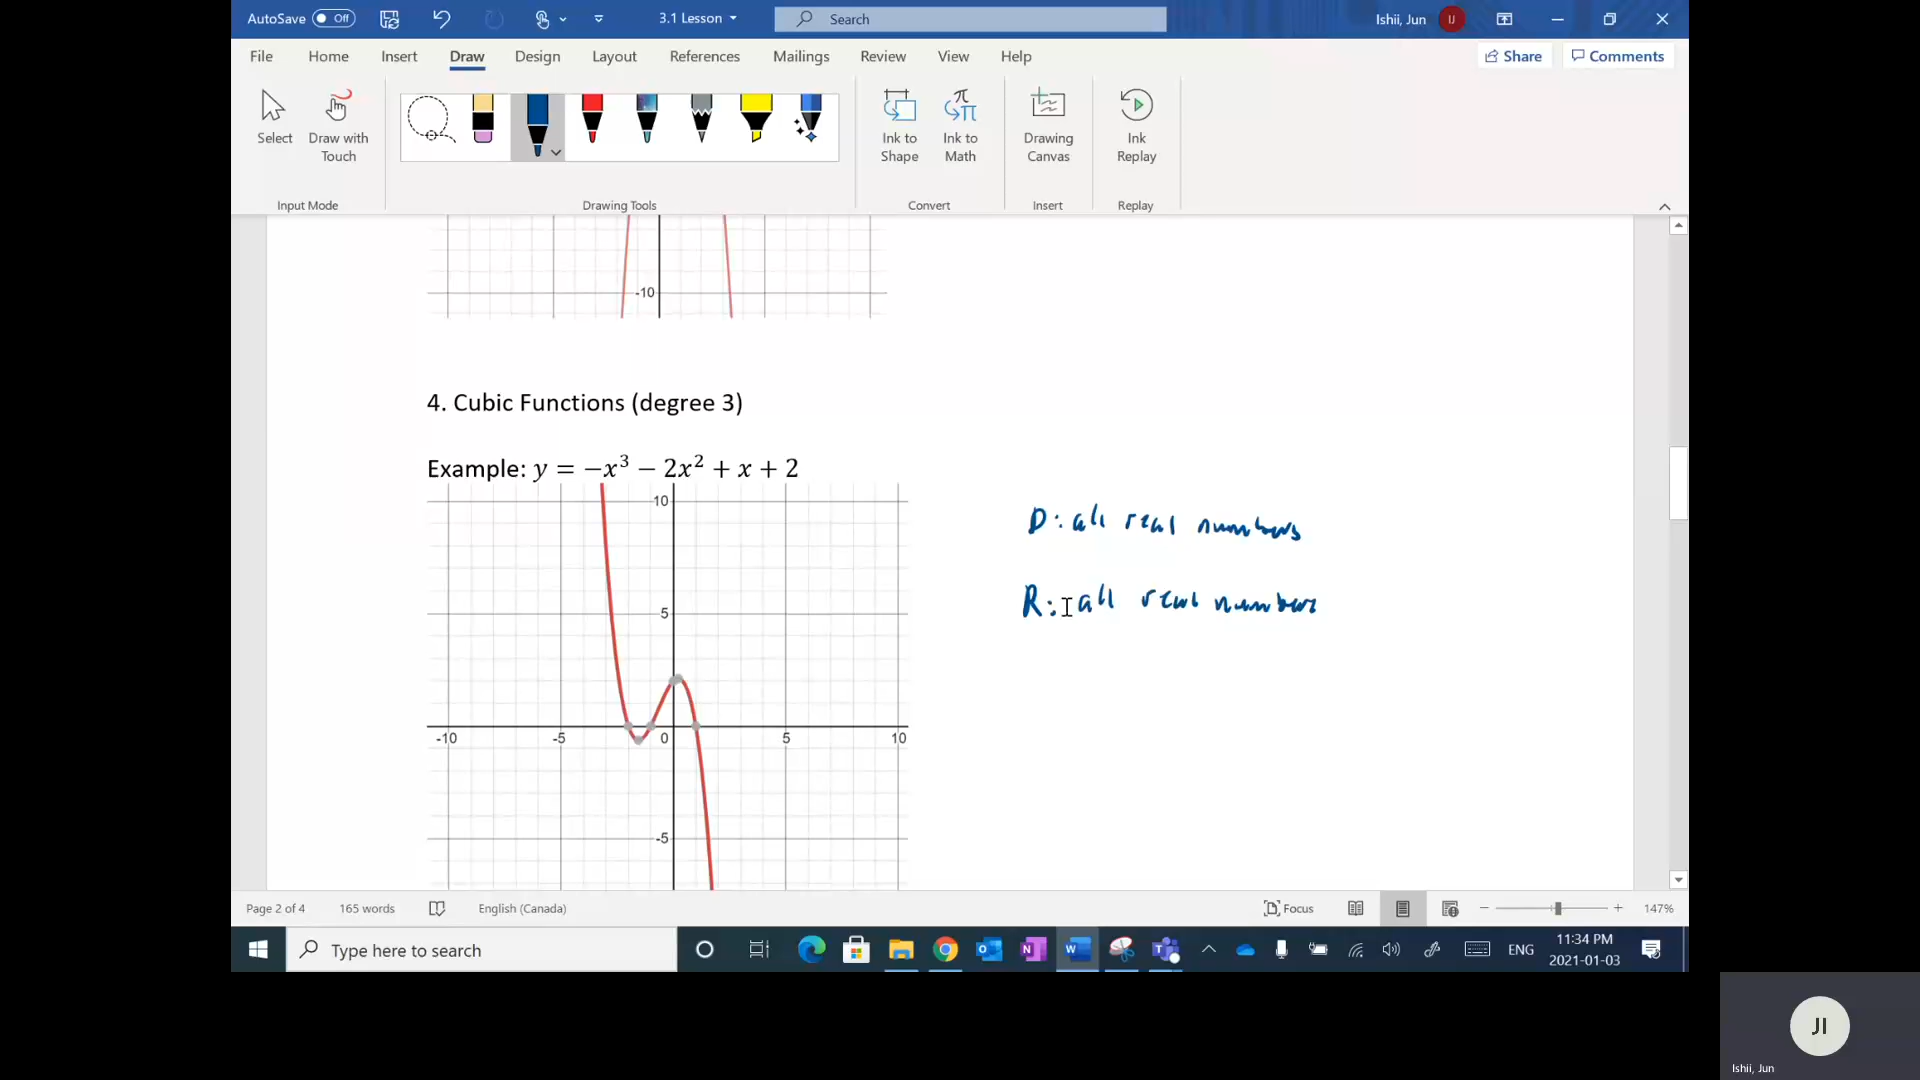 AutoSave Off 3.1 Lesson Search Ishii, Jun IJ
File Home Insert Draw Design Layout References Mailings Review View Help Share Comments
Select Draw with Touch Ink to Shape Ink to Math Drawing Canvas Ink Replay
Input Mode Drawing Tools Convert Insert Replay
-10
4. Cubic Functions (degree 3)
Example: y = −x³ − 2x² + x + 2
10
D: all real numbers
R: all real numbers
5
-10 -5 0 5 10
-5
Page 2 of 4 165 words English (Canada) Focus 147%
Type here to search ENG 11:34 PM
2021-01-03
JI
Ishii, Jun